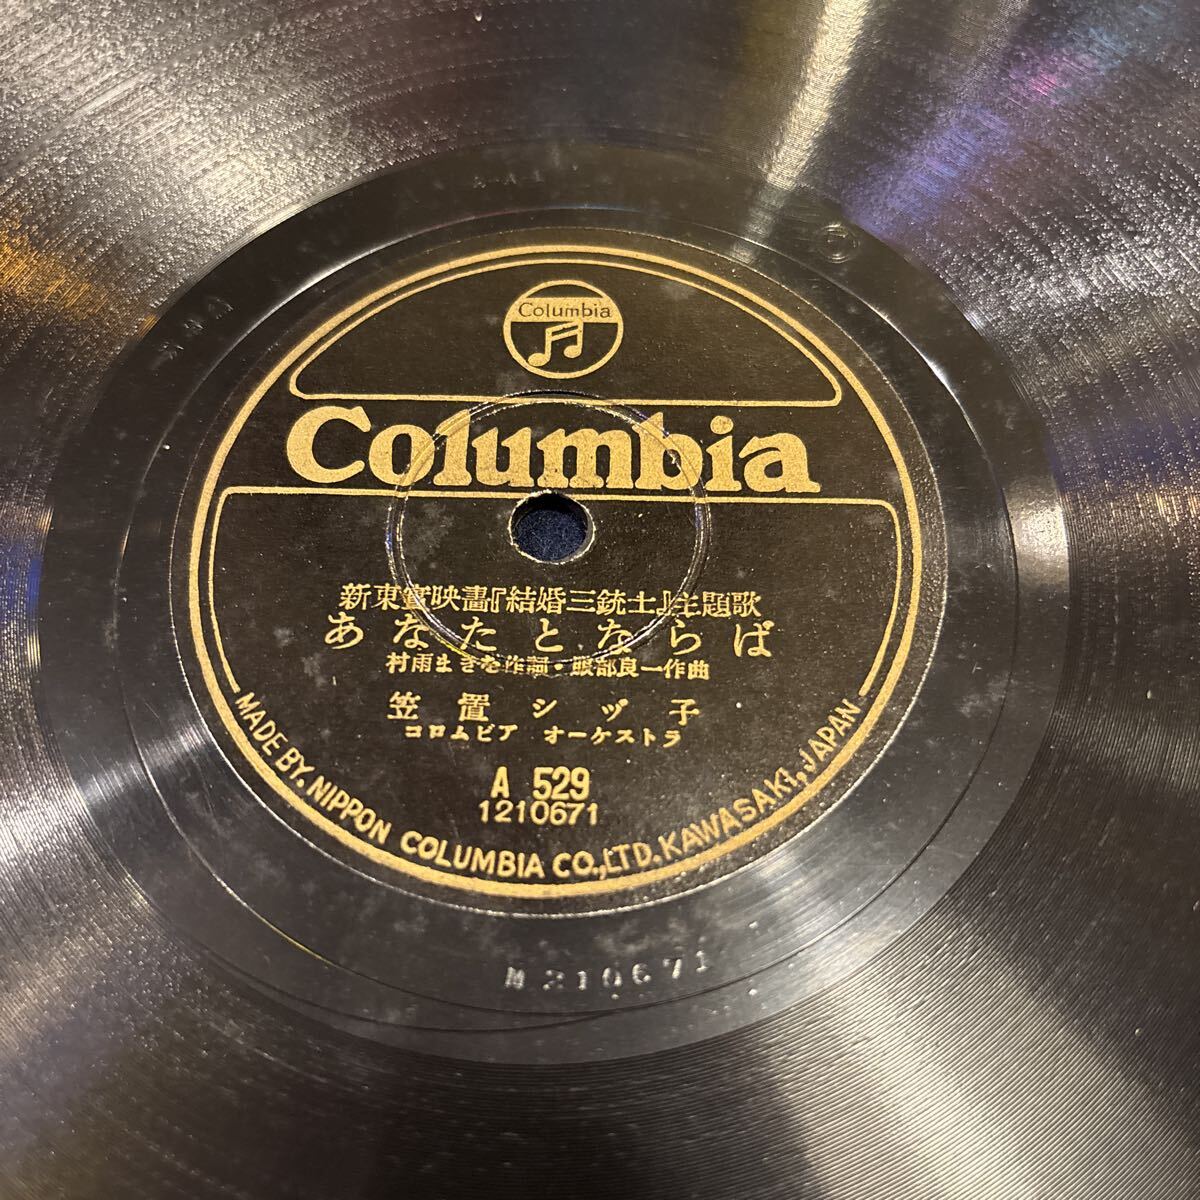 Columbia
Columbia
新東宝映畫『結婚三銃士』主題歌
あなたとならば
村雨まさを作詞・服部良一作曲
笠置シヅ子
コロムビア オーケストラ
A 529
1210671
MADE BY. NIPPON COLUMBIA CO.,LTD. KAWASAKI, JAPAN
M210671